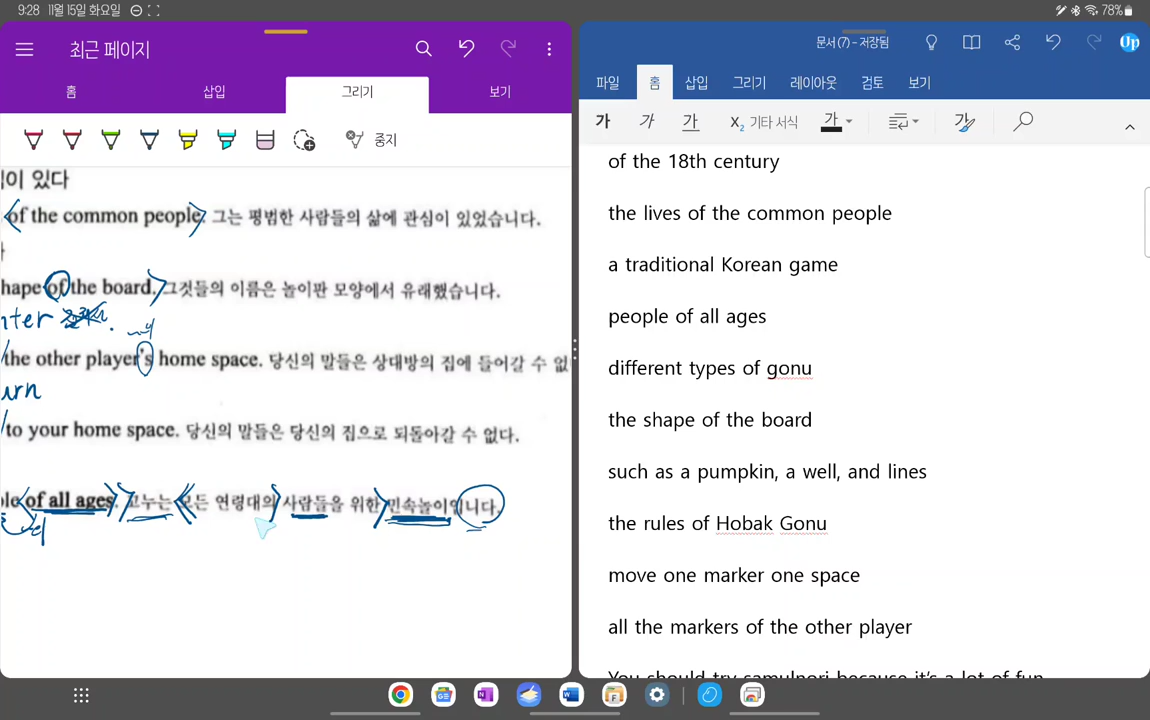 9:28 11월 15일 화요일
78%
최근 페이지
홈 삽입 그리기 보기
중지
이 있다
of the common people. 그는 평범한 사람들의 삶에 관심이 있었습니다.
hape of the board. 그것들의 이름은 놀이판 모양에서 유래했습니다.
nter
the other player's home space. 당신의 말들은 상대방의 집에 들어갈 수 없
urn
to your home space. 당신의 말들은 당신의 집으로 되돌아갈 수 없다.
le of all ages. 고누는 모든 연령대의 사람들을 위한 민속놀이입니다.
문서(7) - 저장됨
Up
파일 홈 삽입 그리기 레이아웃 검토 보기
가 가 가 X₂ 기타 서식 가 가
of the 18th century
the lives of the common people
a traditional Korean game
people of all ages
different types of gonu
the shape of the board
such as a pumpkin, a well, and lines
the rules of Hobak Gonu
move one marker one space
all the markers of the other player
You should try samulnori because it's a lot of fun